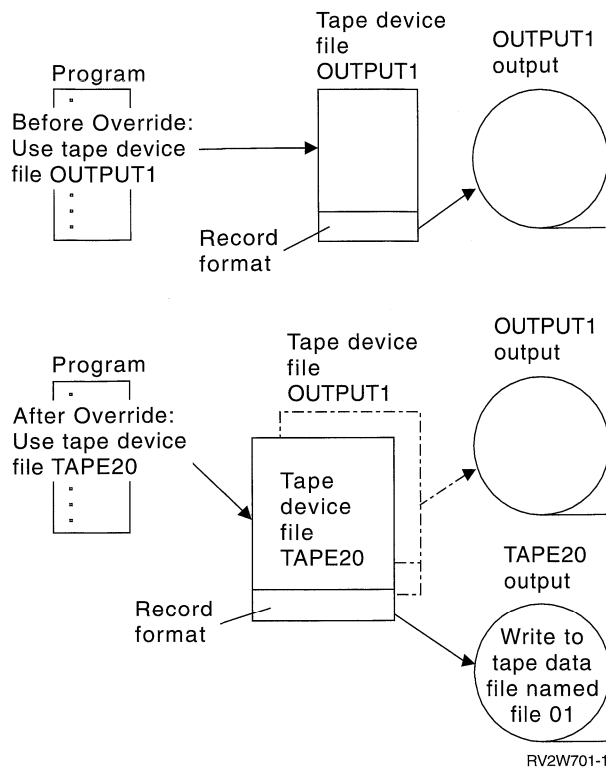 Program
Before Override:
Use tape device
file OUTPUT1
Tape device
file
OUTPUT1
Record
format
OUTPUT1
output
Program
After Override:
Use tape device
file TAPE20
Tape device
file
OUTPUT1
Tape
device
file
TAPE20
Record
format
OUTPUT1
output
TAPE20
output
Write to
tape data
file named
file 01
RV2W701-1